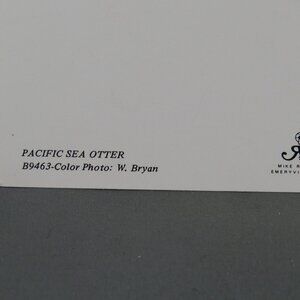 PACIFIC SEA OTTER
B9463-Color Photo: W. Bryan
MIKE